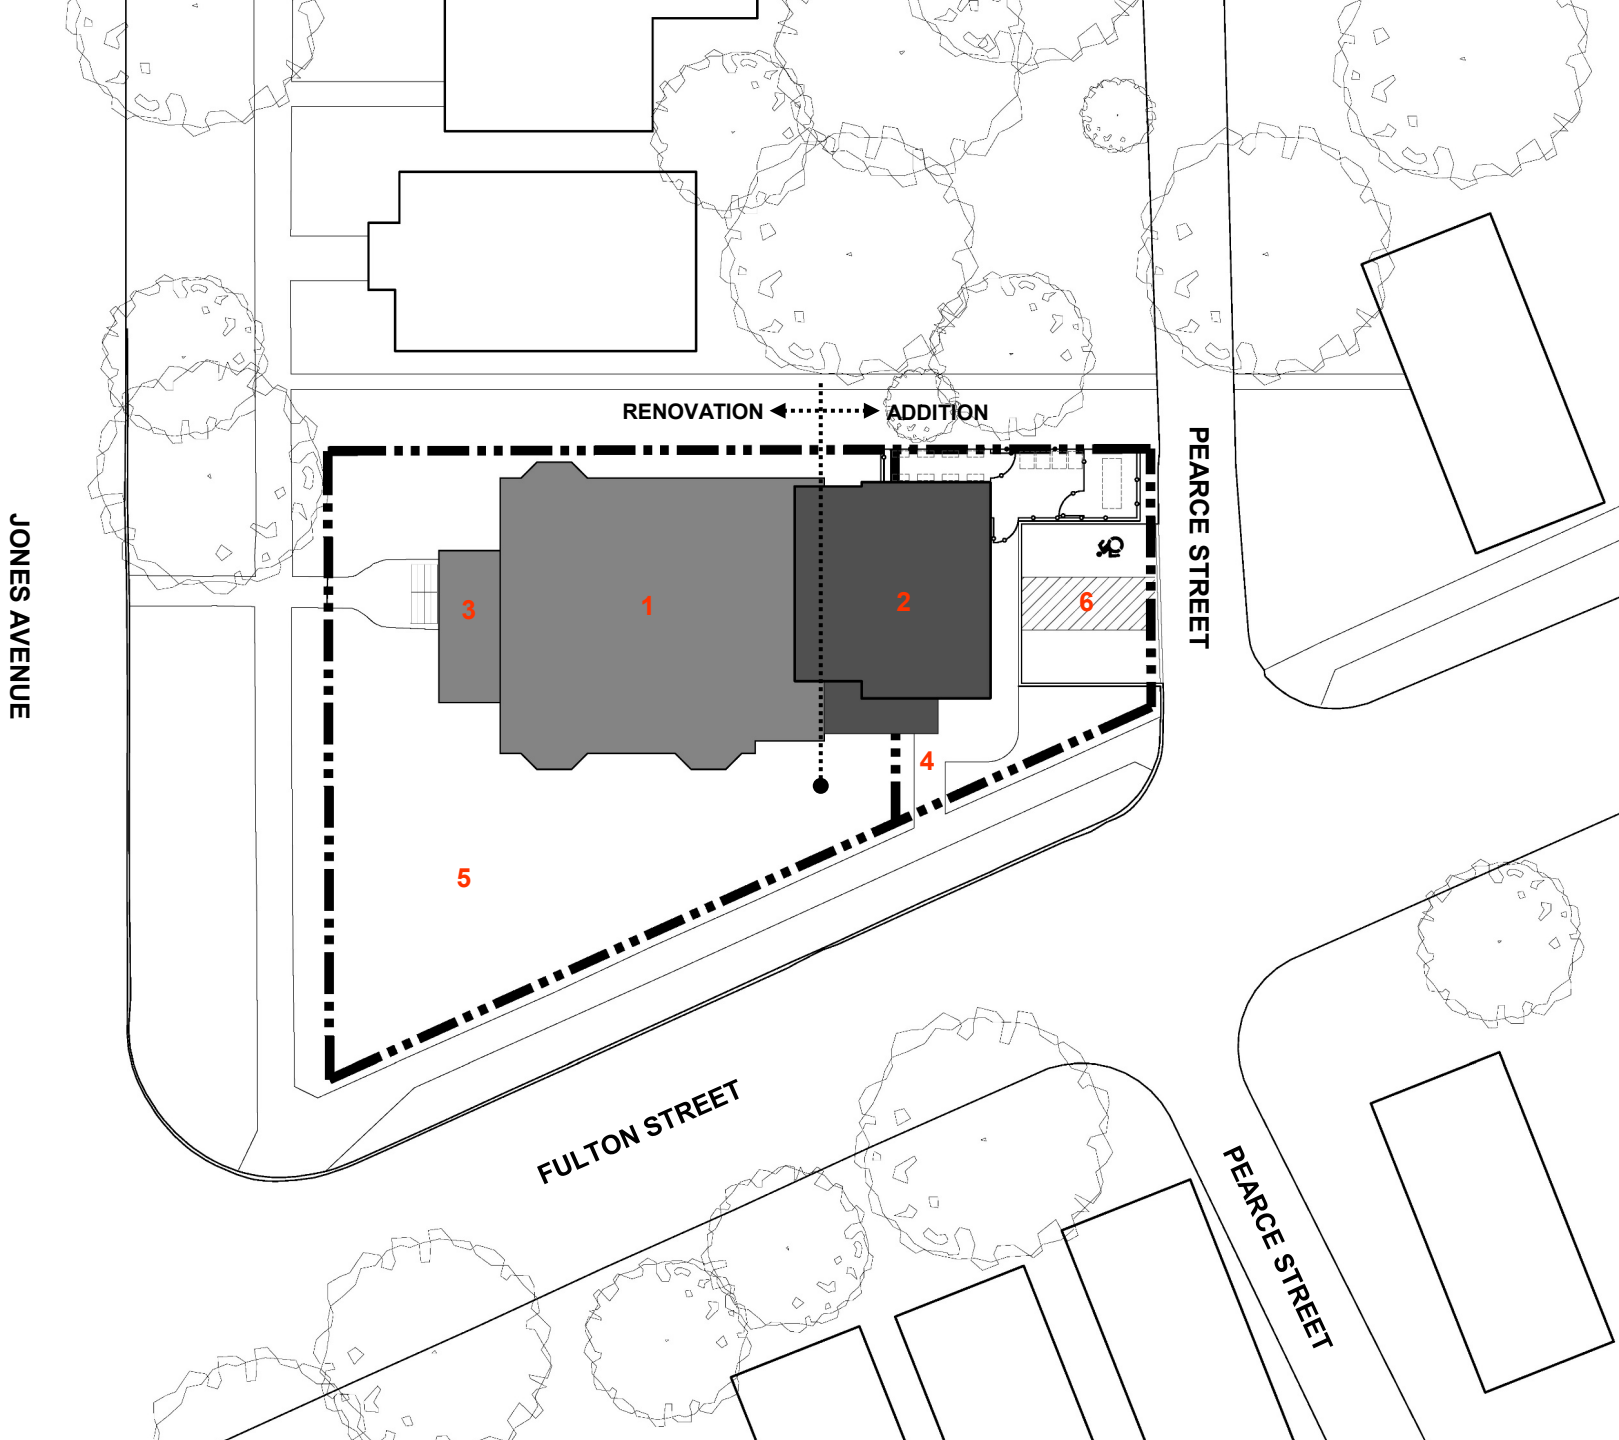 RENOVATION
ADDITION
JONES AVENUE
PEARCE STREET
3
1
2
6
4
5
FULTON STREET
PEARCE STREET